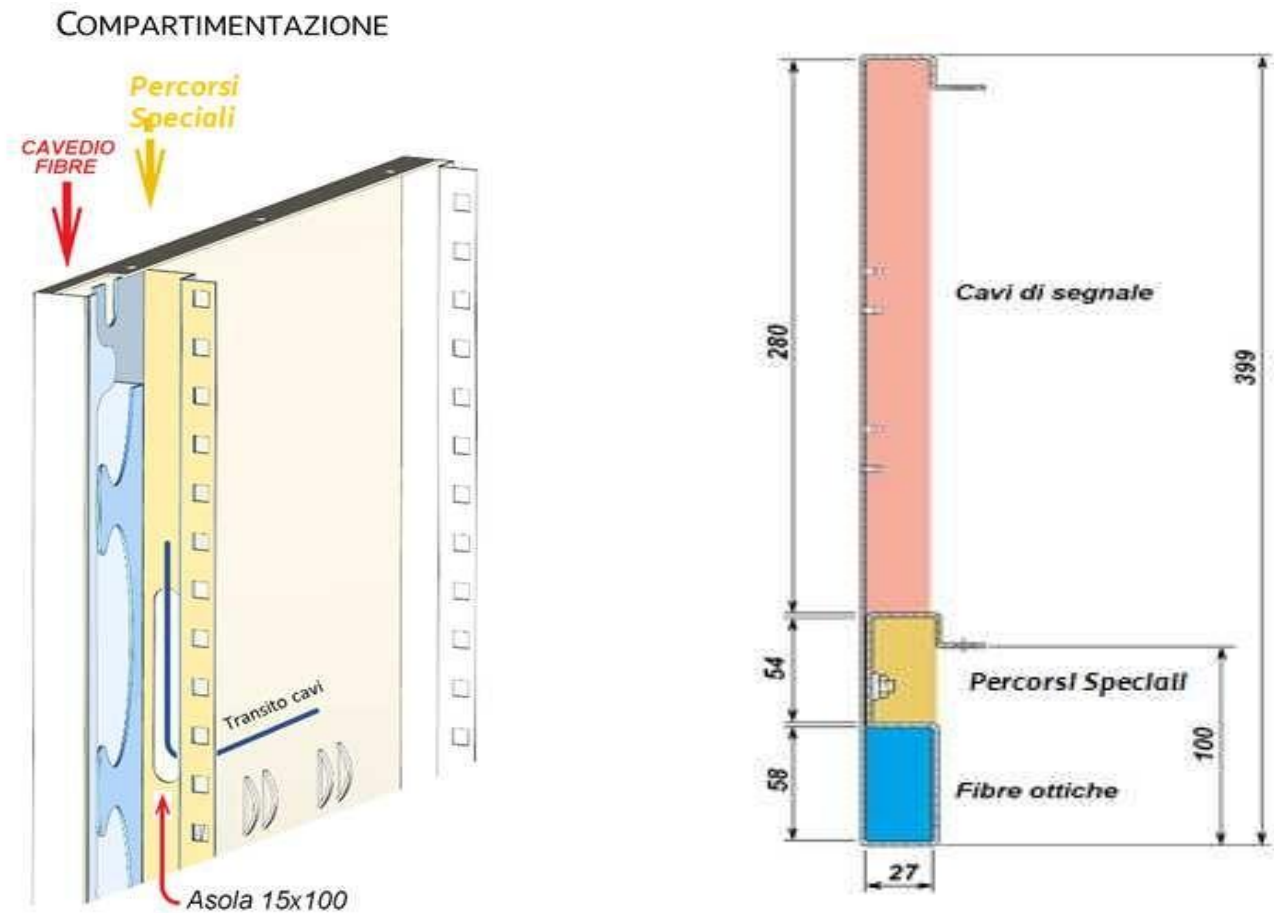 COMPARTIMENTAZIONE
Percorsi
Speciali
CAVEDIO
FIBRE
Transito cavi
Asola 15x100
280
Cavi di segnale
399
54
Percorsi Speciali
100
58
Fibre ottiche
27